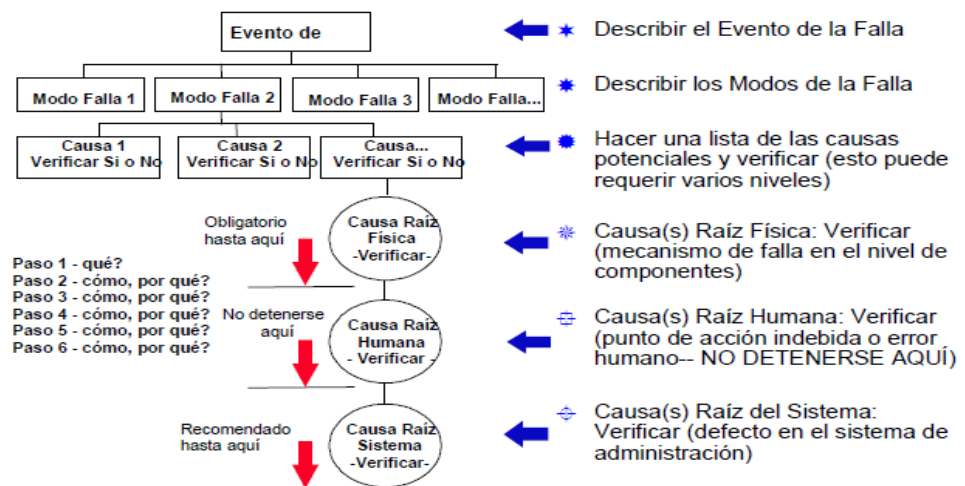 Evento de
Describir el Evento de la Falla
Modo Falla 1
Modo Falla 2
Modo Falla 3
Modo Falla...
Describir los Modos de la Falla
Causa 1
Verificar Si o No
Causa 2
Verificar Si o No
Causa...
Verificar Si o No
Hacer una lista de las causas
potenciales y verificar (esto puede
requerir varios niveles)
Obligatorio
hasta aquí
Causa Raíz
Física
-Verificar-
Causa(s) Raíz Física: Verificar
(mecanismo de falla en el nivel de
componentes)
Paso 1 - qué?
Paso 2 - cómo, por qué?
Paso 3 - cómo, por qué?
Paso 4 - cómo, por qué?
Paso 5 - cómo, por qué?
Paso 6 - cómo, por qué?
No detenerse
aquí
Causa Raíz
Humana
- Verificar -
Causa(s) Raíz Humana: Verificar
(punto de acción indebida o error
humano-- NO DETENERSE AQUÍ)
Recomendado
hasta aquí
Causa Raíz
Sistema
-Verificar-
Causa(s) Raíz del Sistema:
Verificar (defecto en el sistema de
administración)